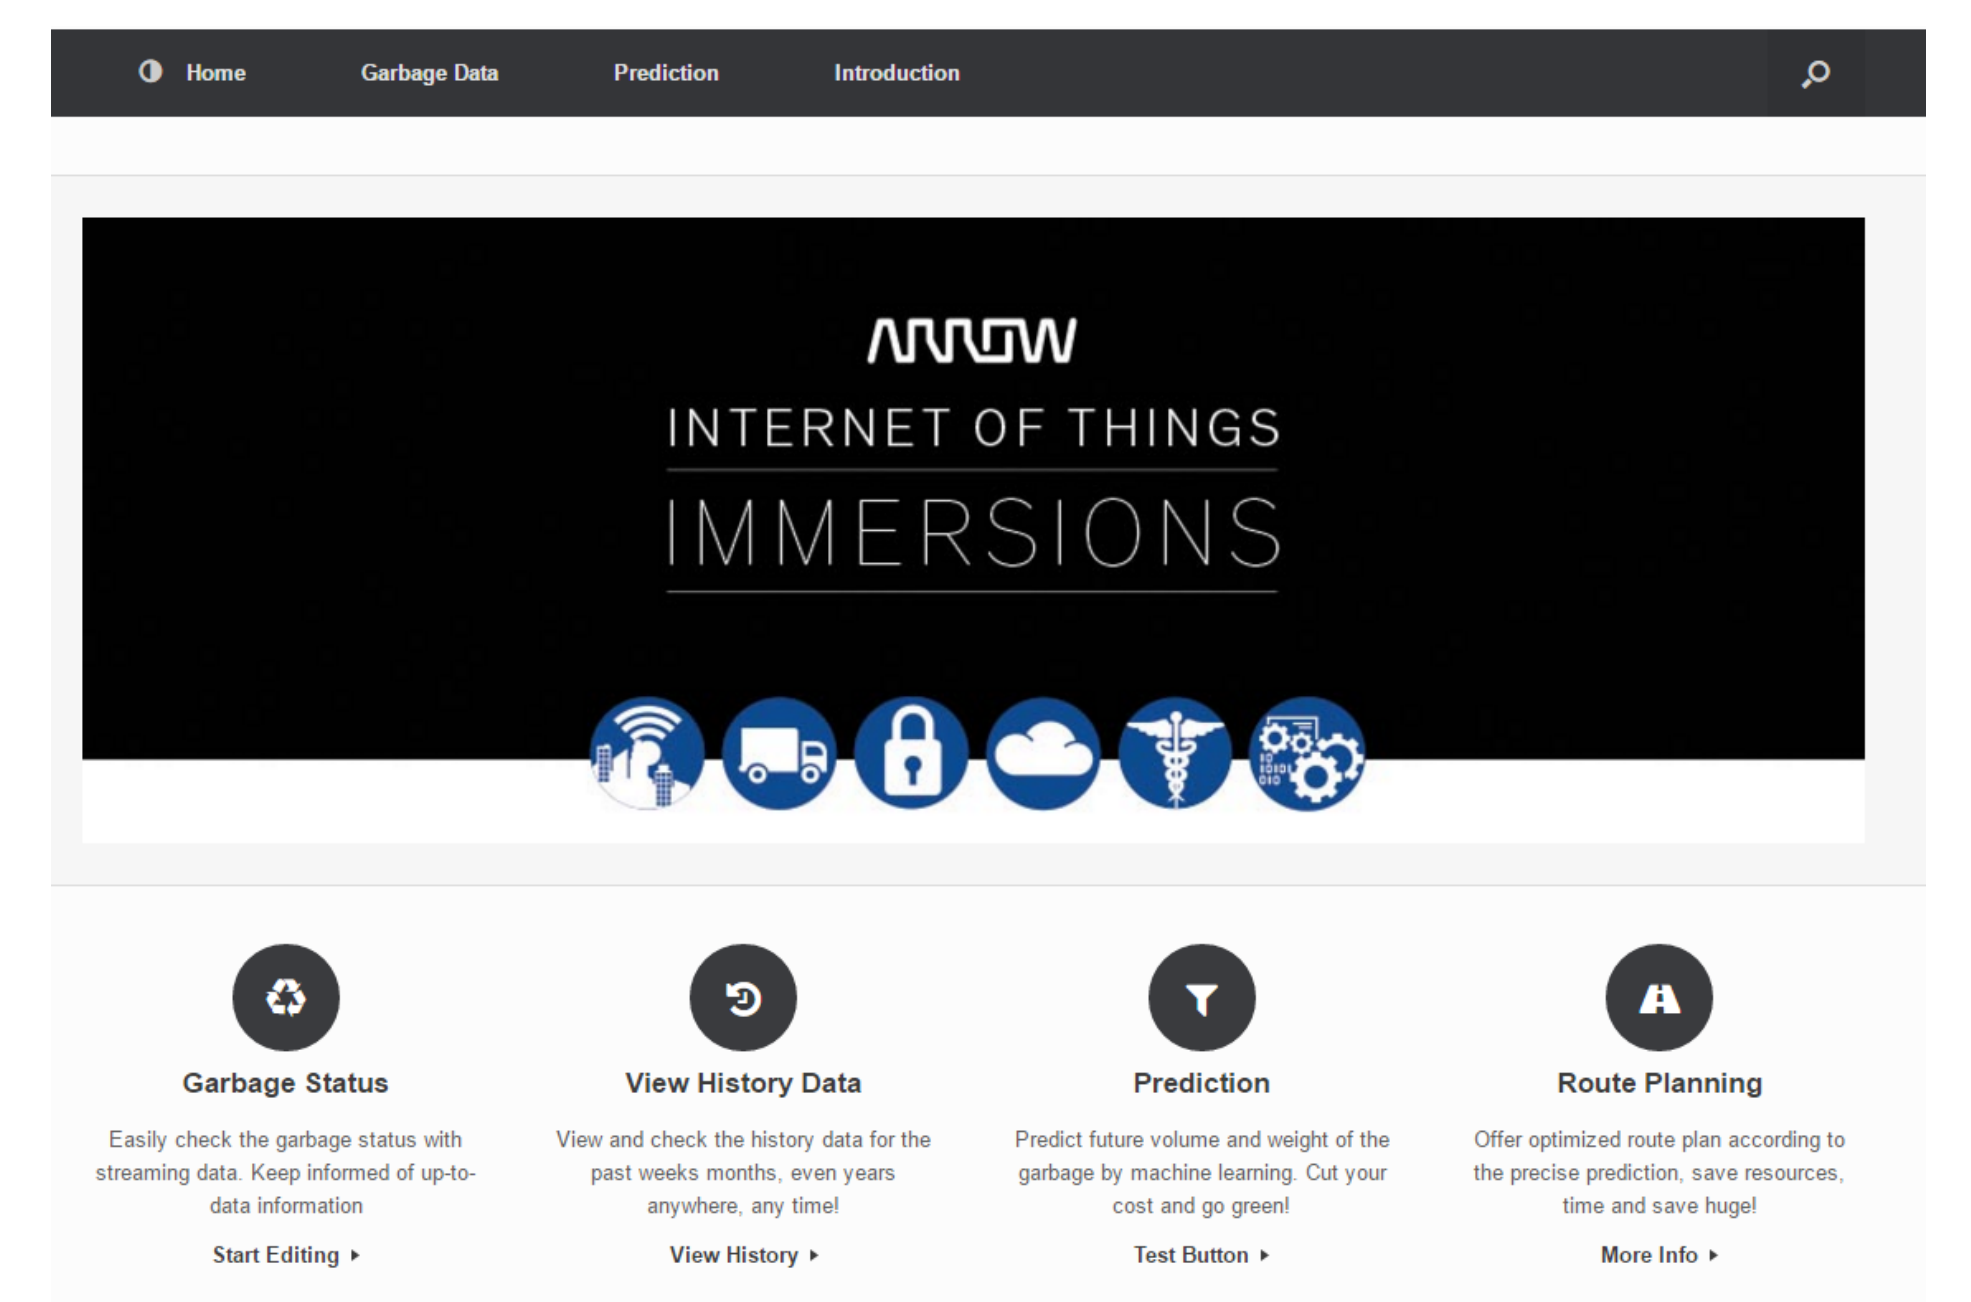 Home Garbage Data Prediction Introduction
ARROW
INTERNET OF THINGS
IMMERSIONS
Garbage Status
Easily check the garbage status with
streaming data. Keep informed of up-to-
data information
Start Editing
View History Data
View and check the history data for the
past weeks months, even years
anywhere, any time!
View History
Prediction
Predict future volume and weight of the
garbage by machine learning. Cut your
cost and go green!
Test Button
Route Planning
Offer optimized route plan according to
the precise prediction, save resources,
time and save huge!
More Info